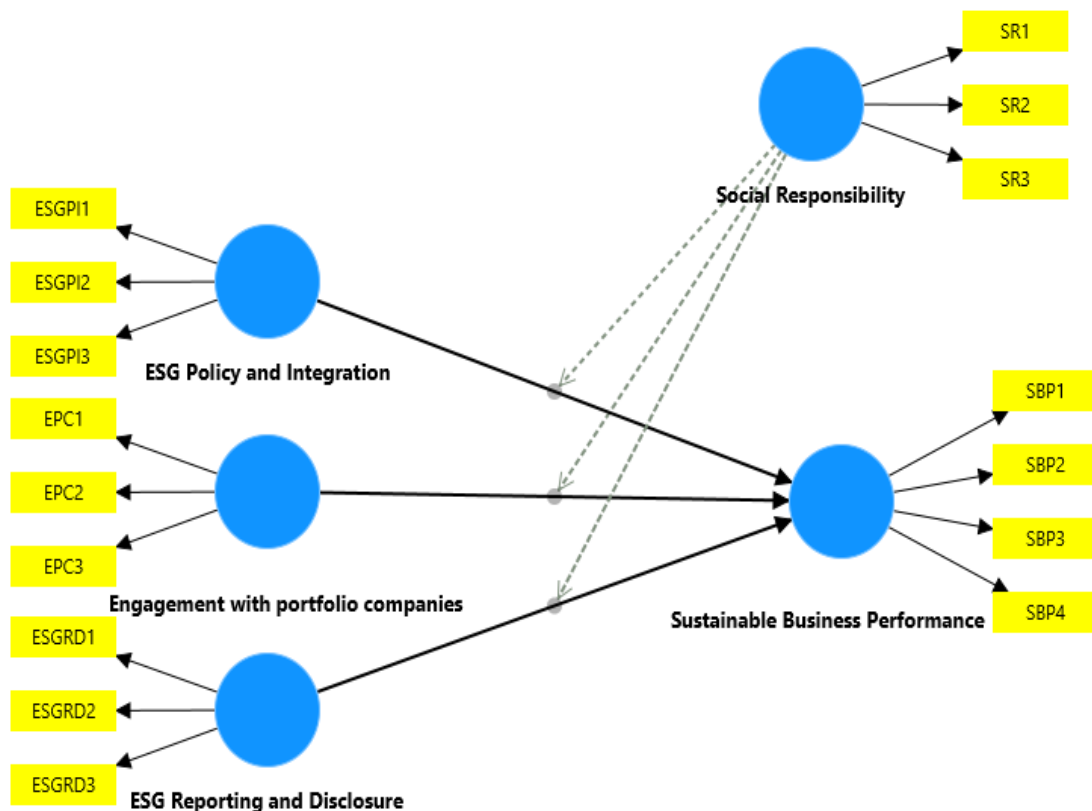 SR1
SR2
SR3
Social Responsibility
ESGPI1
ESGPI2
ESGPI3
ESG Policy and Integration
EPC1
EPC2
EPC3
Engagement with portfolio companies
ESGRD1
ESGRD2
ESGRD3
ESG Reporting and Disclosure
SBP1
SBP2
SBP3
SBP4
Sustainable Business Performance